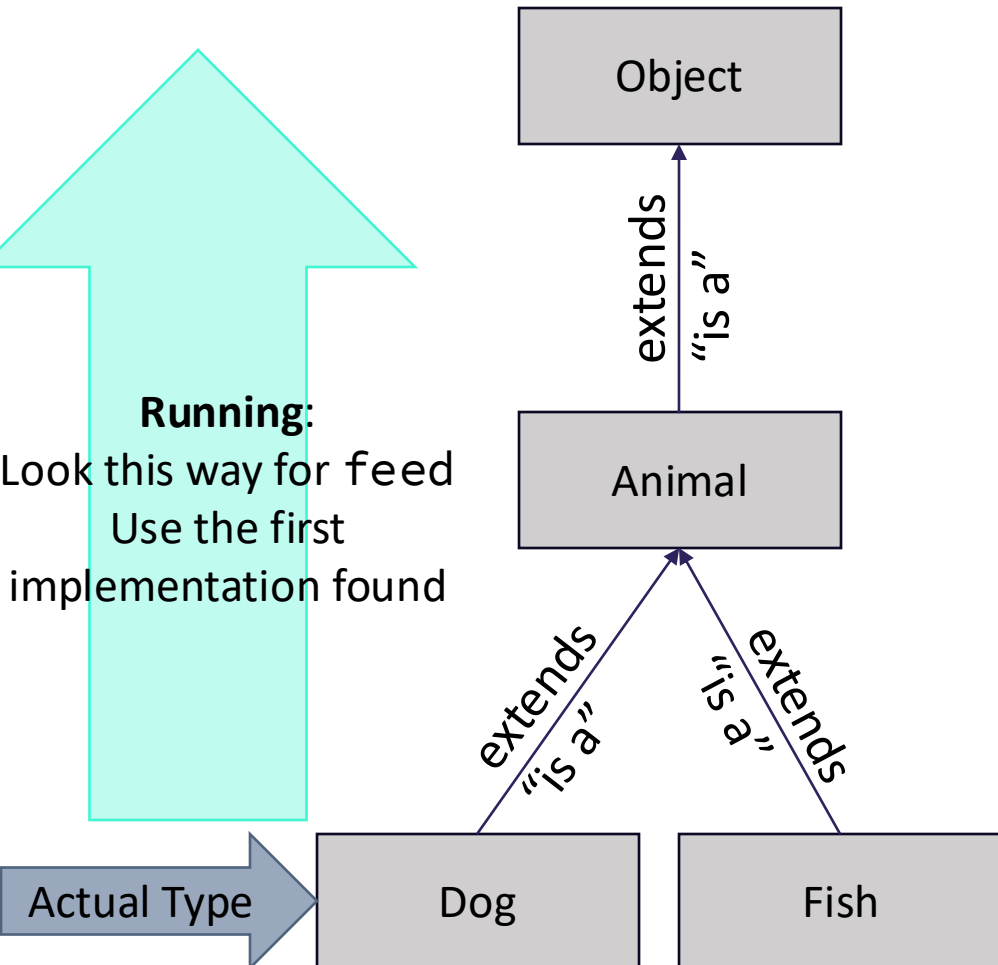 Object
extends
“is a”
Running:
Look this way for feed
Use the first
implementation found
Animal
extends
“is a”
extends
“is a”
Actual Type
Dog
Fish